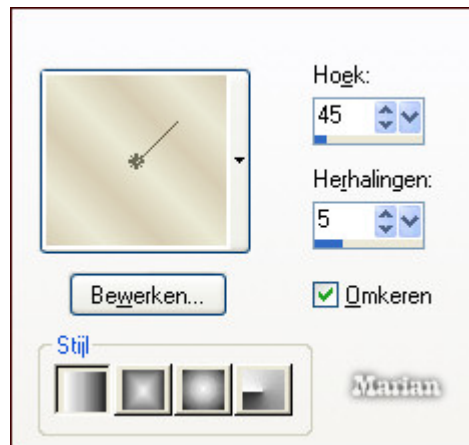 Hoek:
45
Herhalingen:
5
Bewerken...
Omkeren
Stijl
Marian